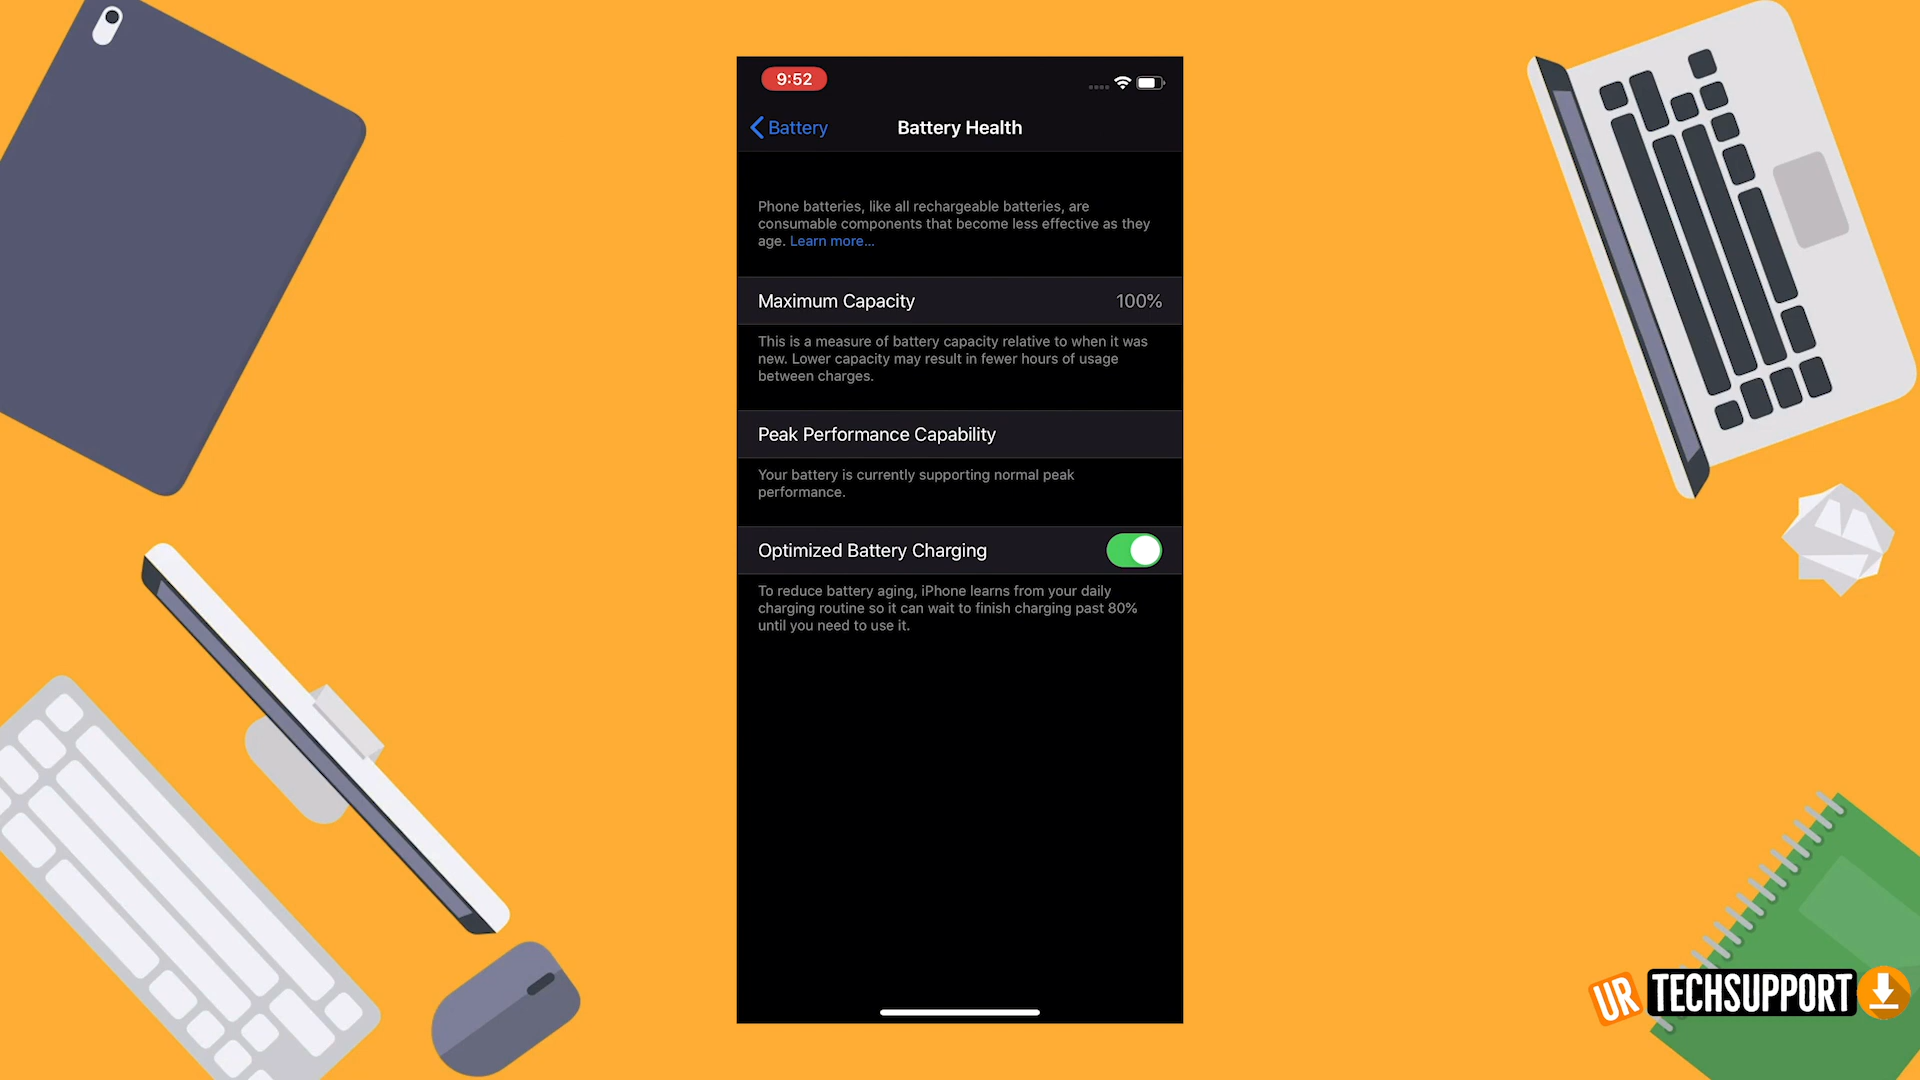 9:52
Battery
Battery Health
Phone batteries, like all rechargeable batteries, are
consumable components that become less effective as they
age. Learn more...
Maximum Capacity 100%
This is a measure of battery capacity relative to when it was
new. Lower capacity may result in fewer hours of usage
between charges.
Peak Performance Capability
Your battery is currently supporting normal peak
performance.
Optimized Battery Charging
To reduce battery aging, iPhone learns from your daily
charging routine so it can wait to finish charging past 80%
until you need to use it.
UR TECHSUPPORT